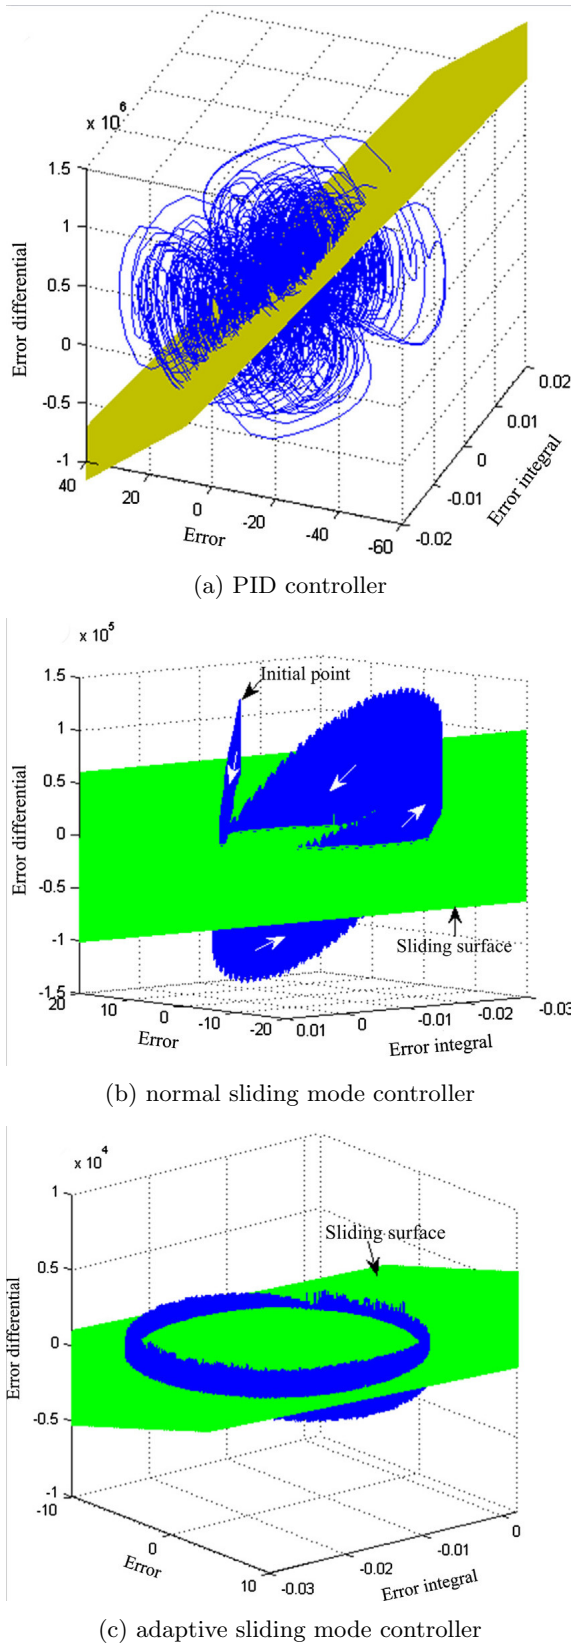 x 10^6
1.5
1
0.5
0
-0.5
-1
Error differential
40
20
0
-20
-40
-60
Error
0.02
0.01
0
-0.01
-0.02
Error integral
(a) PID controller
x 10^5
Initial point
1.5
1
0.5
0
-0.5
-1
-1.5
Error differential
Sliding surface
20
10
0
-10
-20
Error
0.01
0
-0.01
-0.02
-0.03
Error integral
(b) normal sliding mode controller
x 10^4
1
0.5
0
-0.5
-1
Error differential
Sliding surface
-10
0
10
Error
-0.03
-0.02
-0.01
0
Error integral
(c) adaptive sliding mode controller